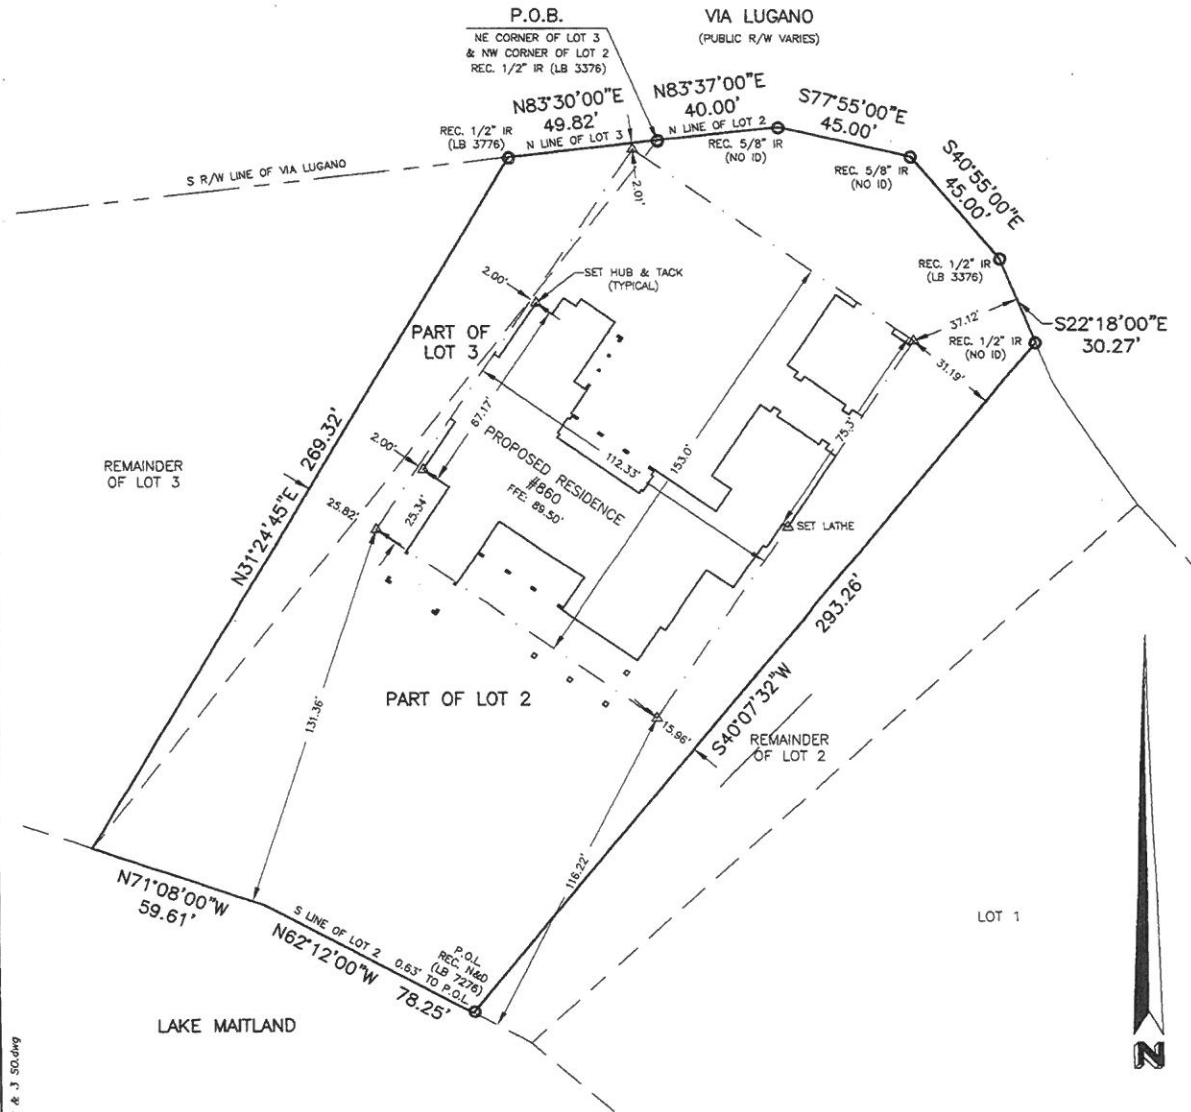 P.O.B.
NE CORNER OF LOT 3
& NW CORNER OF LOT 2
REC. 1/2" IR (LB 3376)
VIA LUGANO
(PUBLIC R/W VARIES)
N83°30'00"E
49.82'
N LINE OF LOT 3
N83°37'00"E
40.00'
N LINE OF LOT 2
S77°55'00"E
45.00'
S40°55'00"E
45.00'
REC. 1/2" IR
(LB 3776)
REC. 5/8" IR
(NO ID)
REC. 5/8" IR
(NO ID)
S R/W LINE OF VIA LUGANO
2.01'
REC. 1/2" IR
(LB 3376)
2.00'
SET HUB & TACK
(TYPICAL)
37.12'
S22°18'00"E
30.27'
REC. 1/2" IR
(NO ID)
31.19'
PART OF
LOT 3
67.17'
75.3'
2.00'
PROPOSED RESIDENCE
#860
FFE: 89.50'
112.33'
153.0'
REMAINDER
OF LOT 3
N31°24'45"E
269.32'
25.82'
25.34'
SET LATHE
293.26'
S40°07'32"W
PART OF LOT 2
131.36'
15.96'
REMAINDER
OF LOT 2
116.22'
N71°08'00"W
59.61'
S LINE OF LOT 2
N62°12'00"W
78.25'
0.63' TO P.O.L.
P.O.L.
REC. N&D
(LB 7276)
LOT 1
LAKE MAITLAND
N
& 3 SO.dwg